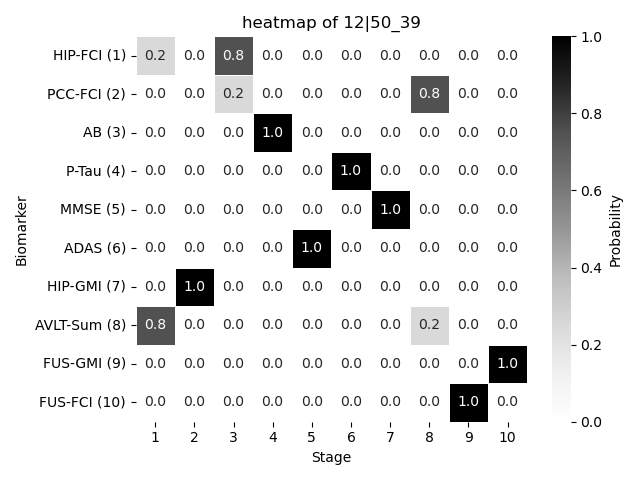 heatmap of 12|50_39
HIP-FCI (1) 0.2 0.0 0.8 0.0 0.0 0.0 0.0 0.0 0.0 0.0
PCC-FCI (2) 0.0 0.0 0.2 0.0 0.0 0.0 0.0 0.8 0.0 0.0
AB (3) 0.0 0.0 0.0 1.0 0.0 0.0 0.0 0.0 0.0 0.0
P-Tau (4) 0.0 0.0 0.0 0.0 0.0 1.0 0.0 0.0 0.0 0.0
MMSE (5) 0.0 0.0 0.0 0.0 0.0 0.0 1.0 0.0 0.0 0.0
ADAS (6) 0.0 0.0 0.0 0.0 1.0 0.0 0.0 0.0 0.0 0.0
HIP-GMI (7) 0.0 1.0 0.0 0.0 0.0 0.0 0.0 0.0 0.0 0.0
AVLT-Sum (8) 0.8 0.0 0.0 0.0 0.0 0.0 0.0 0.2 0.0 0.0
FUS-GMI (9) 0.0 0.0 0.0 0.0 0.0 0.0 0.0 0.0 0.0 1.0
FUS-FCI (10) 0.0 0.0 0.0 0.0 0.0 0.0 0.0 0.0 1.0 0.0
1 2 3 4 5 6 7 8 9 10
Stage
Biomarker
1.0
0.8
0.6
0.4
0.2
0.0
Probability